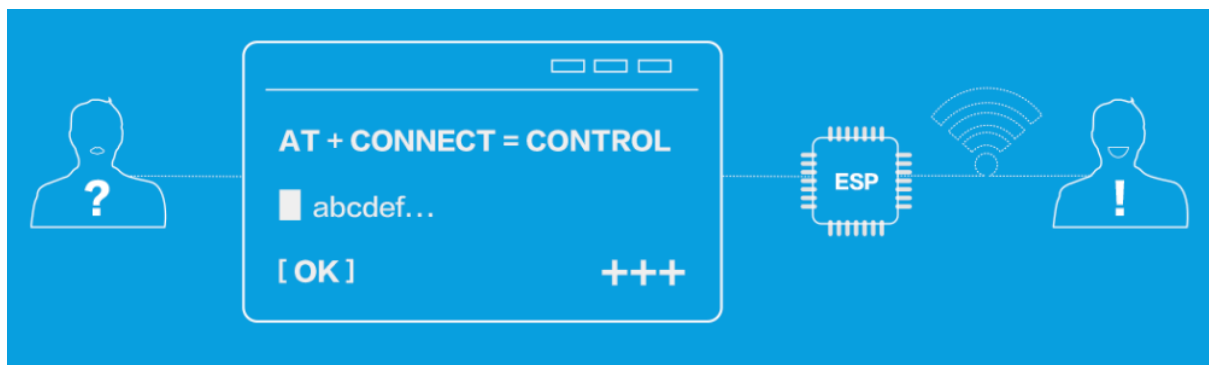 ?
AT + CONNECT = CONTROL
abcdef...
[ OK ]
+++
ESP
!